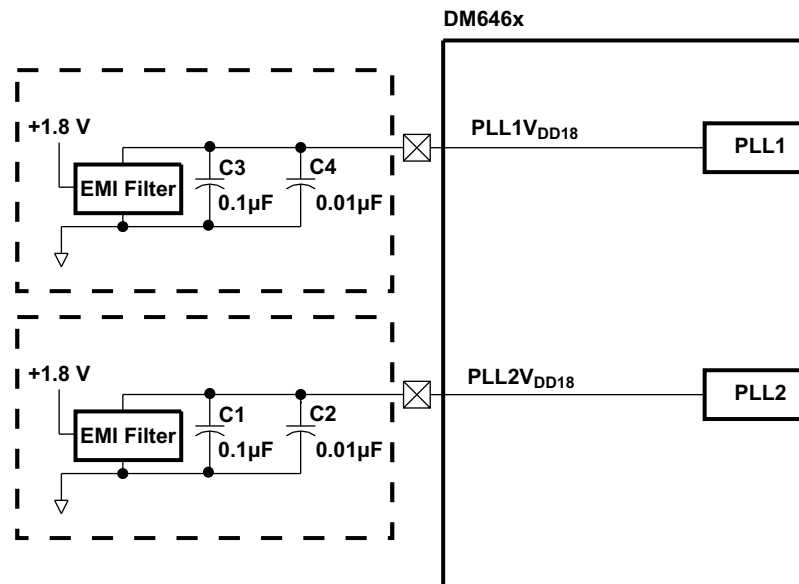 DM646x
+1.8 V
PLL1VDD18
PLL1
EMI Filter
C3
0.1µF
C4
0.01µF
+1.8 V
PLL2VDD18
PLL2
EMI Filter
C1
0.1µF
C2
0.01µF